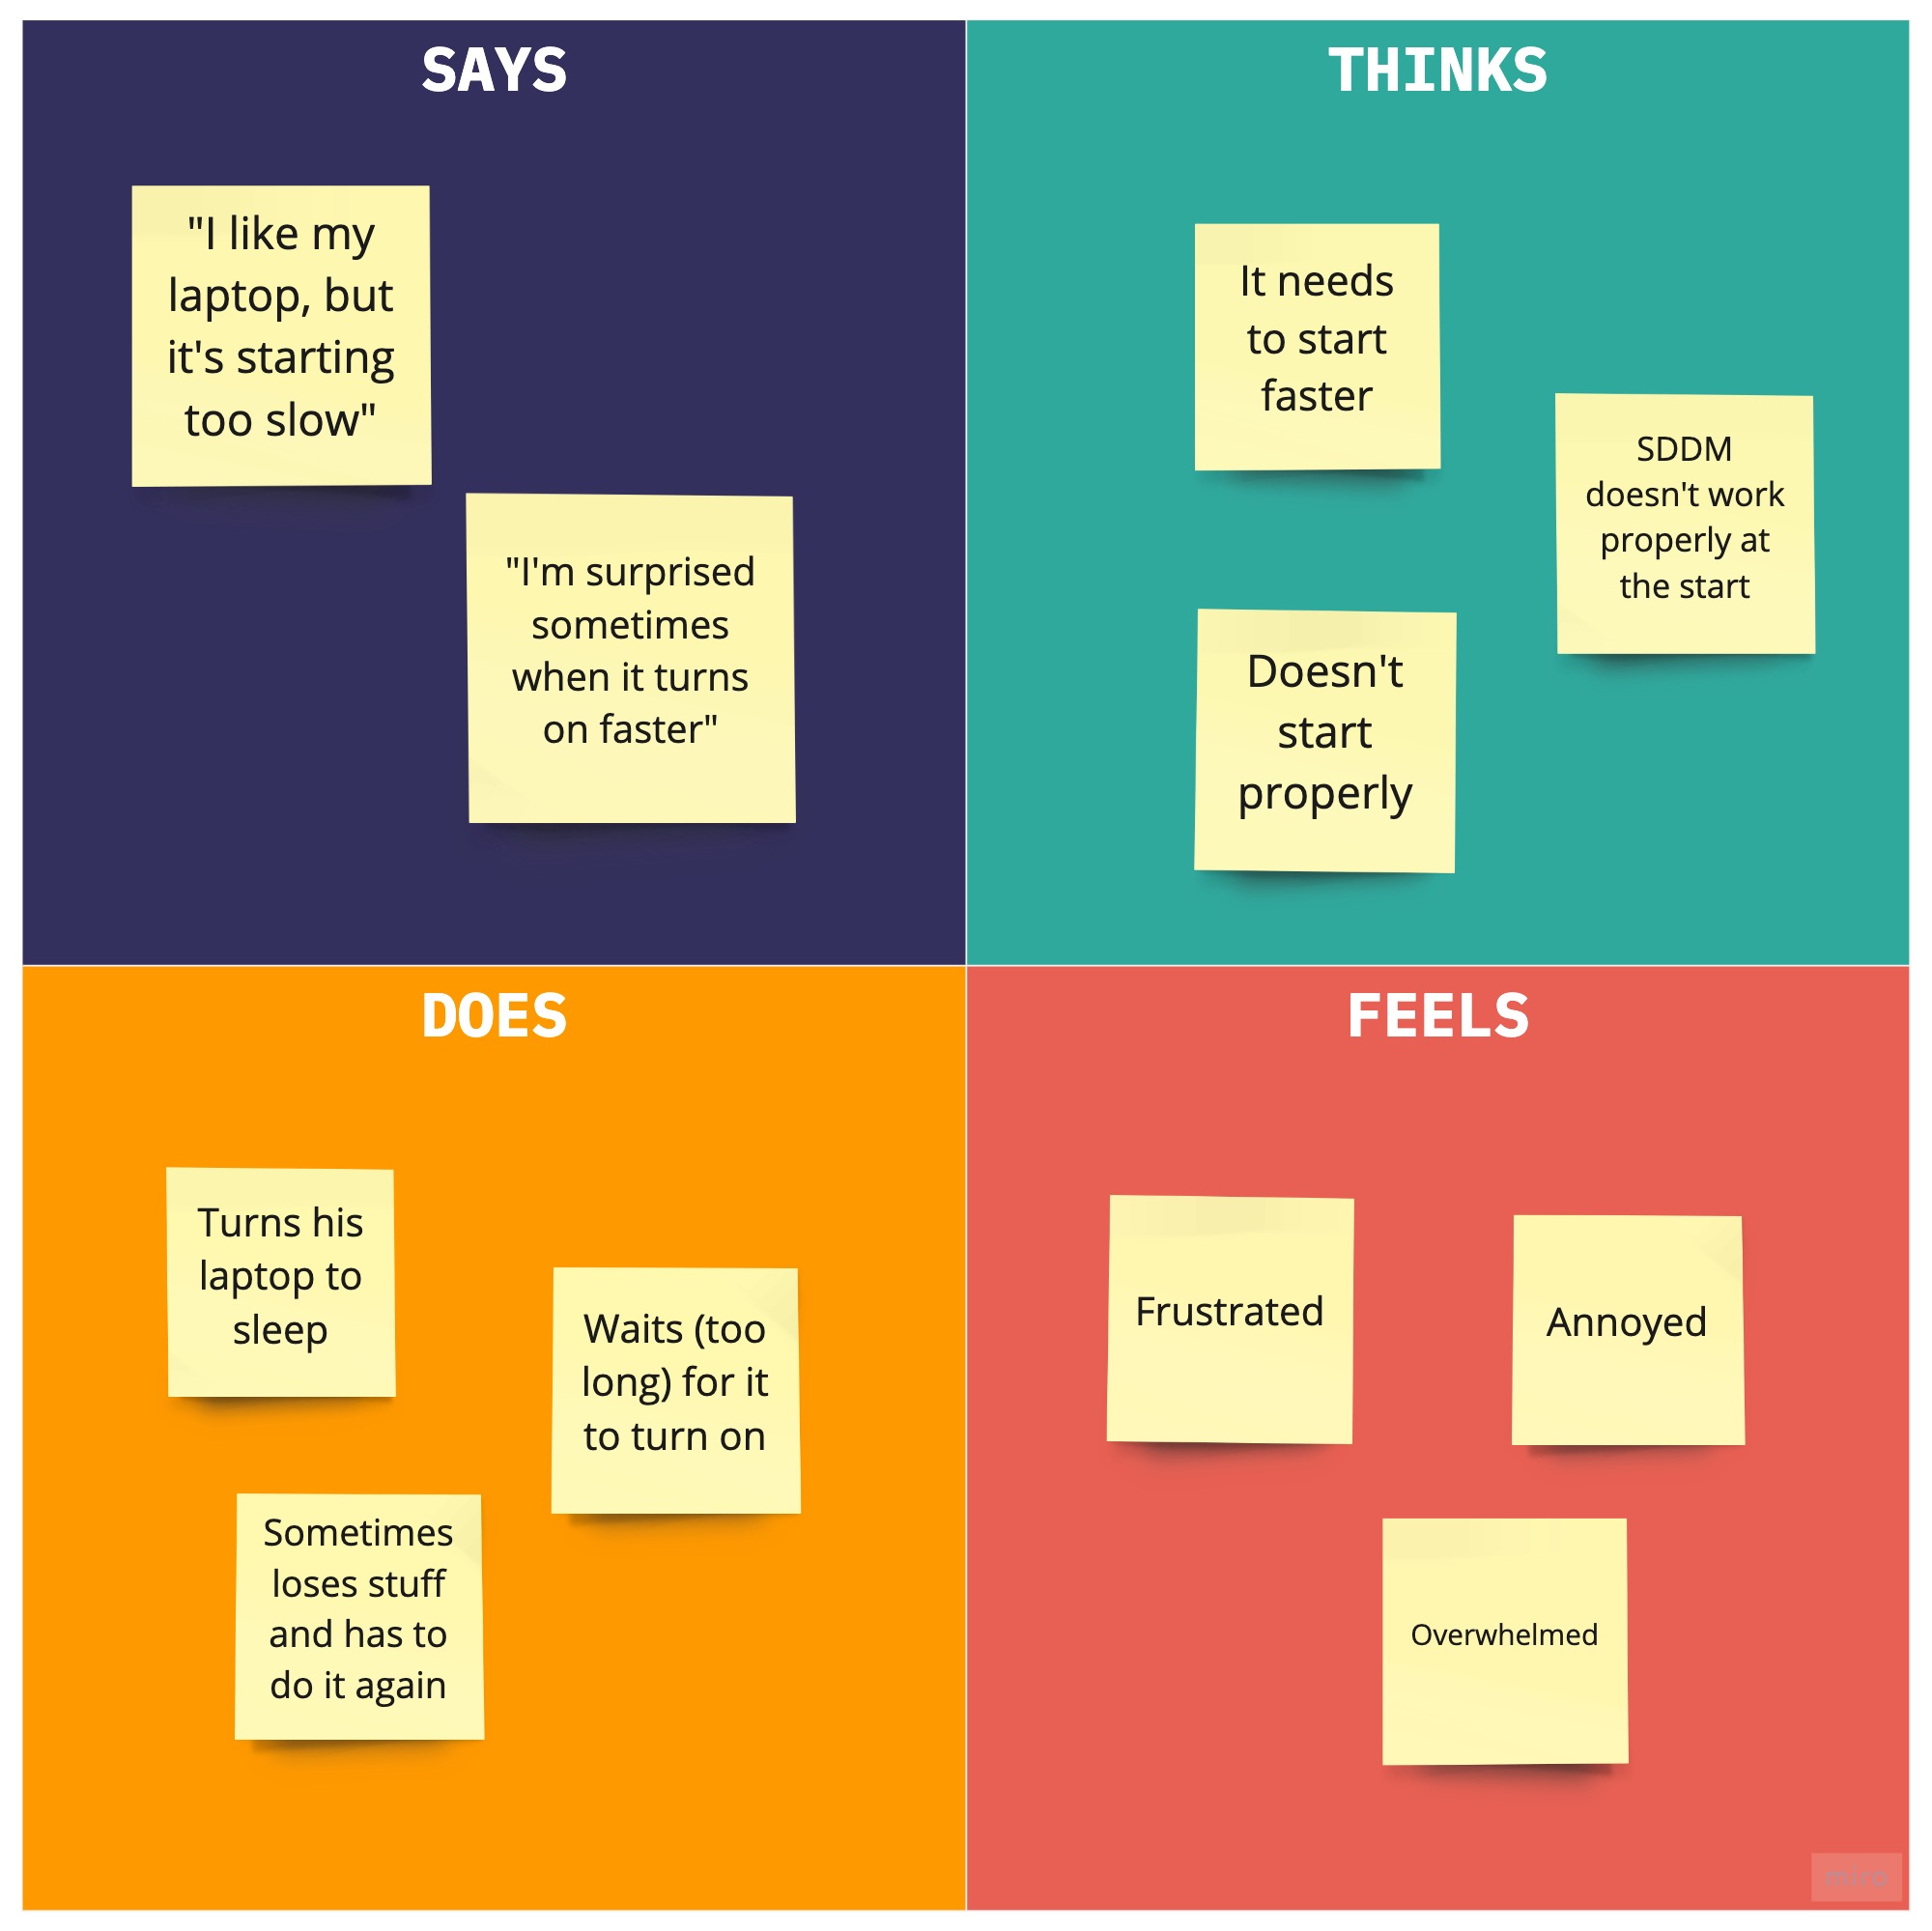 SAYS
"I like my
laptop, but
it's starting
too slow"
"I'm surprised
sometimes
when it turns
on faster"
THINKS
It needs
to start
faster
SDDM
doesn't work
properly at
the start
Doesn't
start
properly
DOES
Turns his
laptop to
sleep
Waits (too
long) for it
to turn on
Sometimes
loses stuff
and has to
do it again
FEELS
Frustrated
Annoyed
Overwhelmed
miro